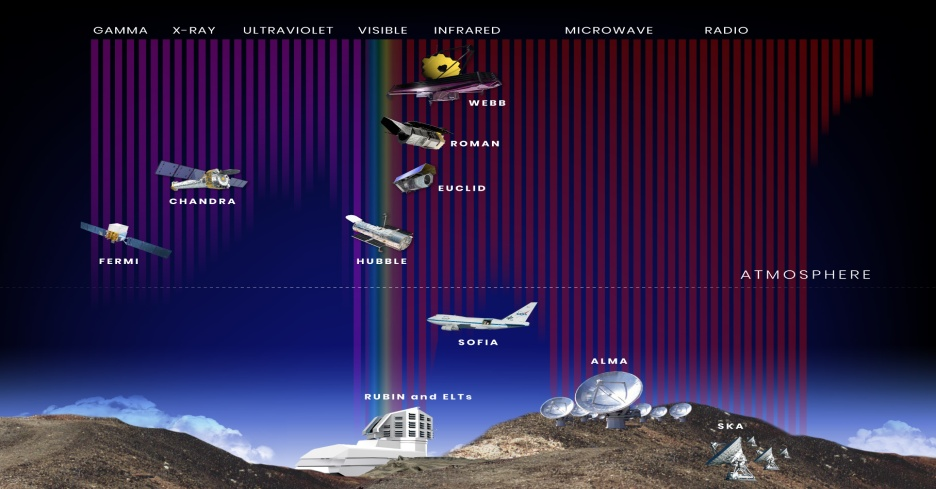 GAMMA X-RAY ULTRAVIOLET VISIBLE INFRARED MICROWAVE RADIO
WEBB
ROMAN
EUCLID
CHANDRA
FERMI
HUBBLE
ATMOSPHERE
SOFIA
ALMA
RUBIN and ELTs
SKA